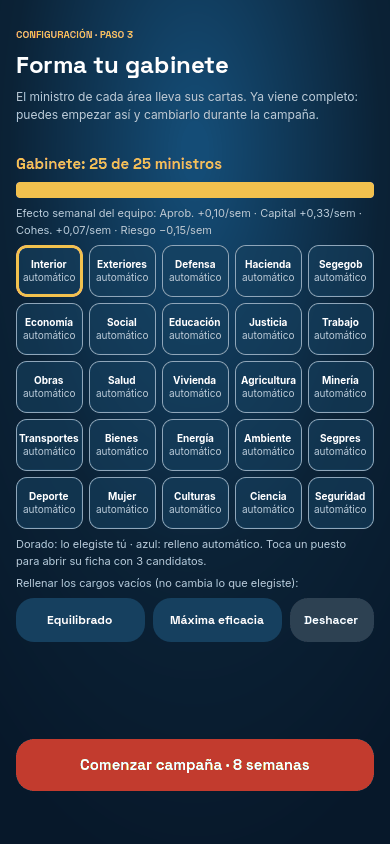 CONFIGURACIÓN · PASO 3
Forma tu gabinete
El ministro de cada área lleva sus cartas. Ya viene completo:
puedes empezar así y cambiarlo durante la campaña.
Gabinete: 25 de 25 ministros
Efecto semanal del equipo: Aprob. +0,10/sem · Capital +0,33/sem ·
Cohes. +0,07/sem · Riesgo −0,15/sem
Interior Exteriores Defensa Hacienda Segegob
automático automático automático automático automático
Economía Social Educación Justicia Trabajo
automático automático automático automático automático
Obras Salud Vivienda Agricultura Minería
automático automático automático automático automático
Transportes Bienes Energía Ambiente Segpres
automático automático automático automático automático
Deporte Mujer Culturas Ciencia Seguridad
automático automático automático automático automático
Dorado: lo elegiste tú · azul: relleno automático. Toca un puesto
para abrir su ficha con 3 candidatos.
Rellenar los cargos vacíos (no cambia lo que elegiste):
Equilibrado Máxima eficacia Deshacer
Comenzar campaña · 8 semanas